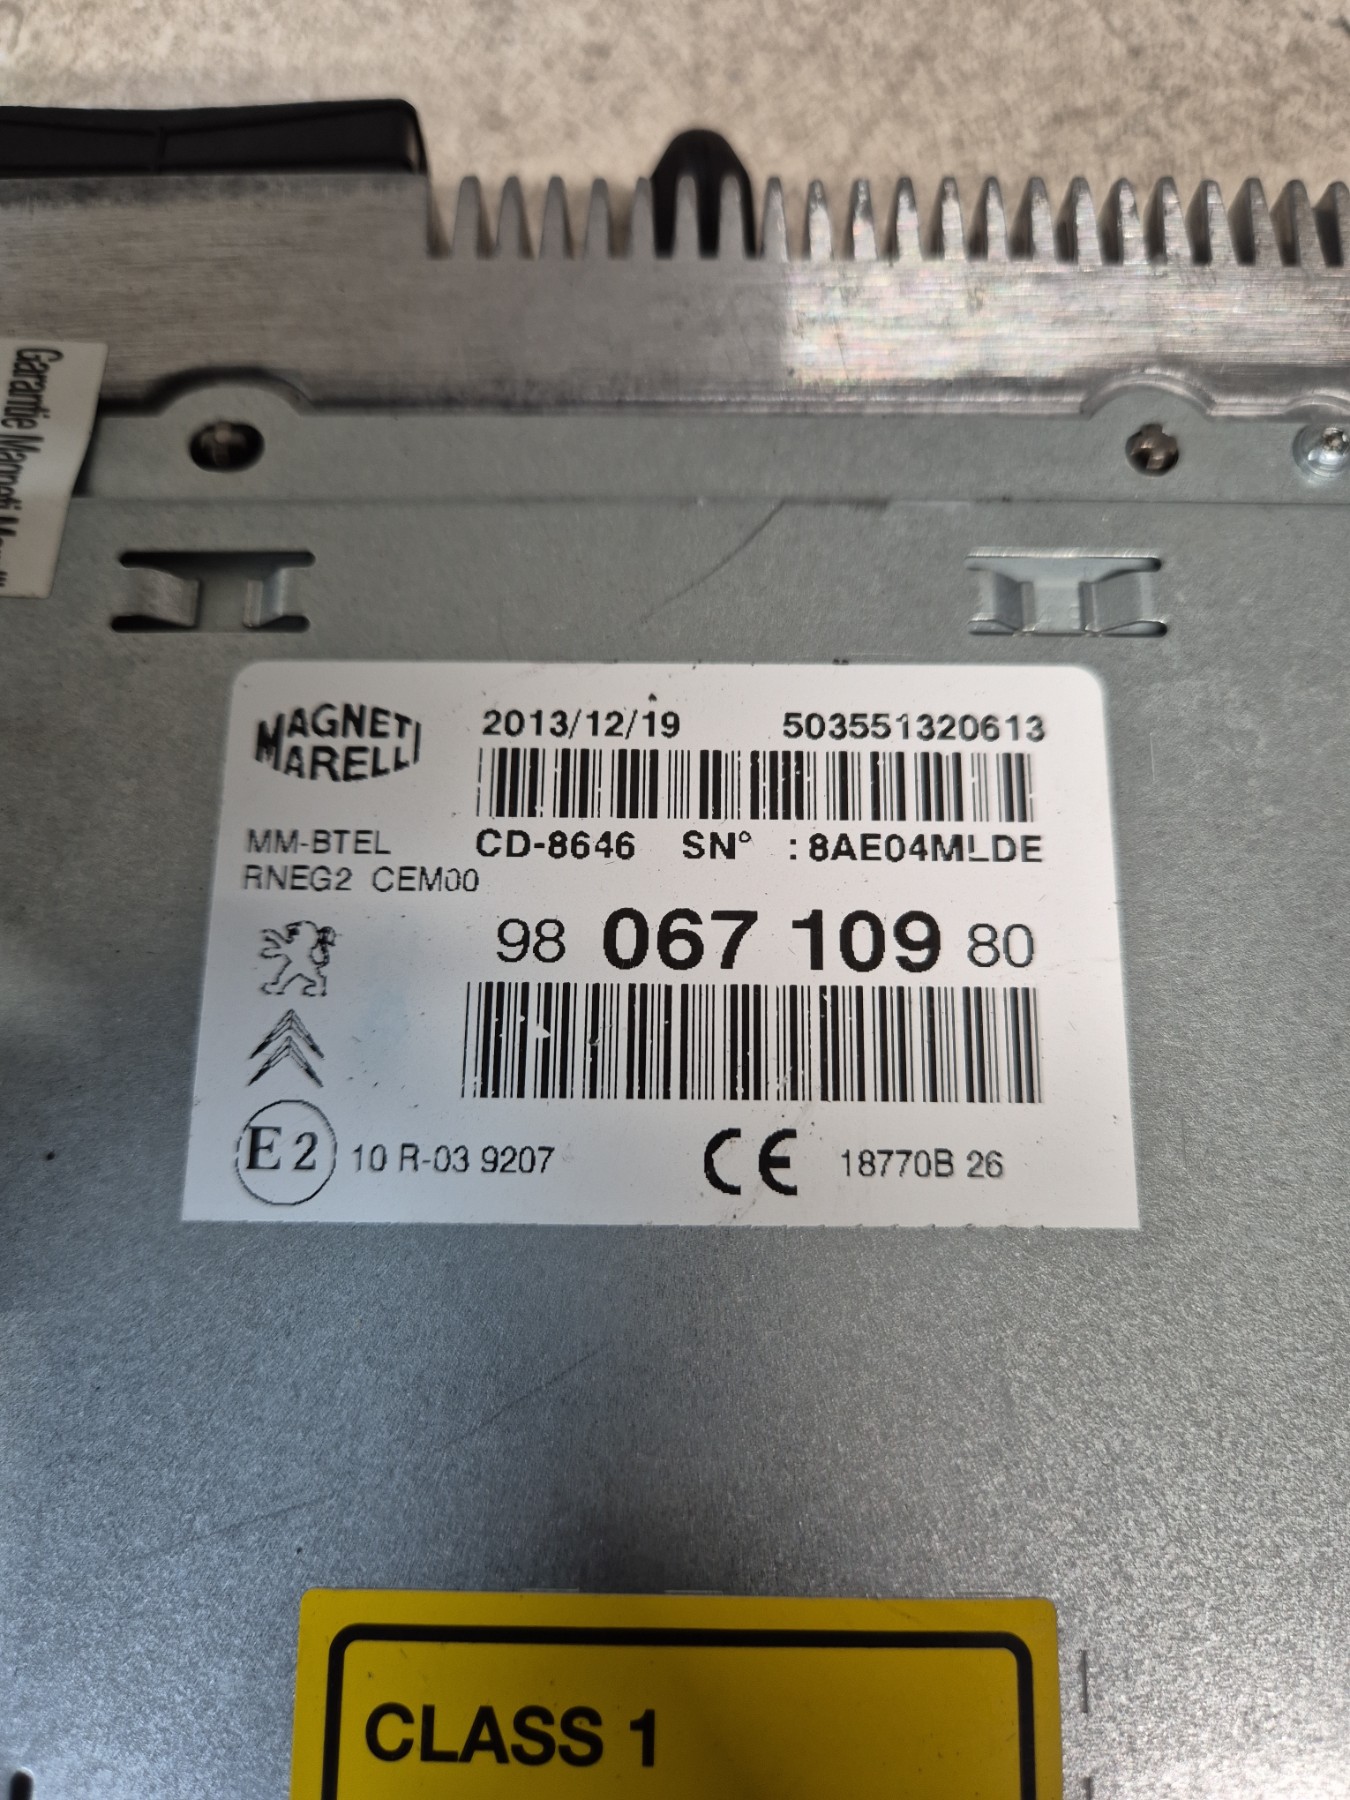 Garantie Magneti
MAGNETI
MARELLI
2013/12/19 503551320613
MM-BTEL
CD-8646 SN° :8AE04MLDE
RNEG2 CEM00
98 067 109 80
E2 10 R-03 9207 CE 18770B 26
CLASS 1